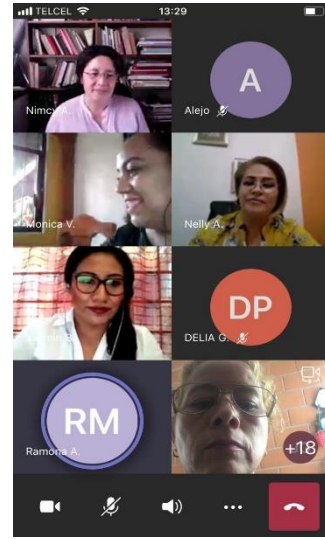 TELCEL 13:29
Nimcy A.
A
Alejo
Monica V.
Nelly A.
DP
DELIA G.
RM
Ramona A.
+18